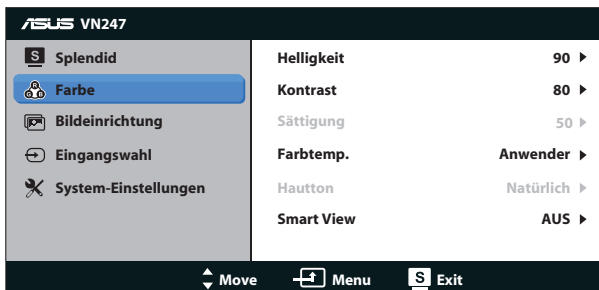 ASUS VN247
S Splendid
Farbe
Bildeinrichtung
Eingangswahl
System-Einstellungen
Helligkeit 90
Kontrast 80
Sättigung 50
Farbtemp. Anwender
Hautton Natürlich
Smart View AUS
Move Menu S Exit